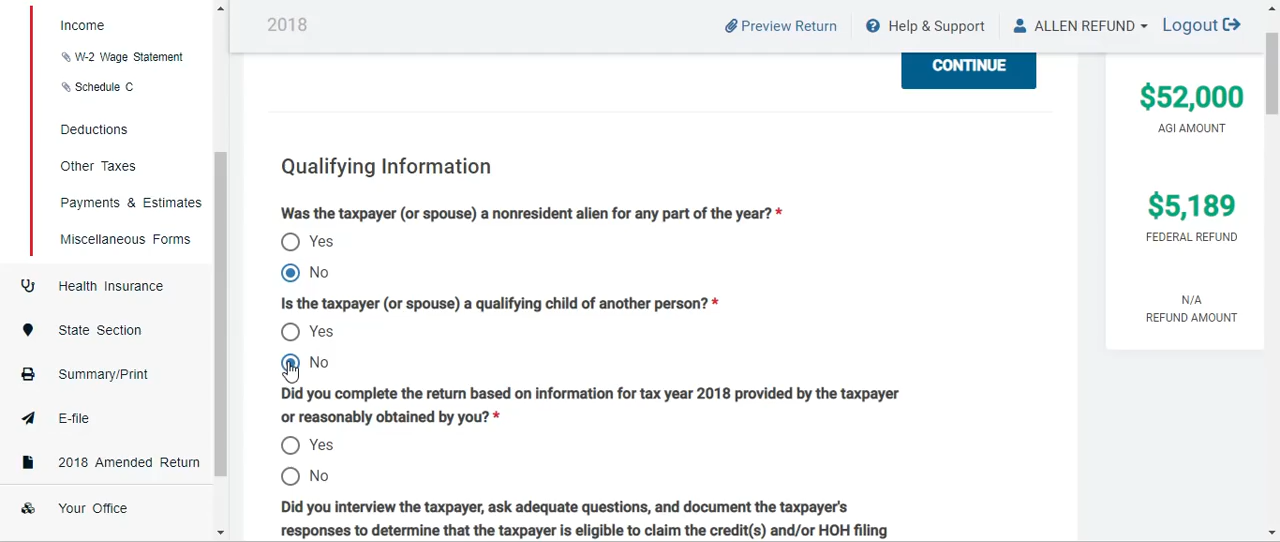 Income
W-2 Wage Statement
Schedule C
Deductions
Other Taxes
Payments & Estimates
Miscellaneous Forms
Health Insurance
State Section
Summary/Print
E-file
2018 Amended Return
Your Office
2018
Preview Return
Help & Support
ALLEN REFUND
Logout
CONTINUE
Qualifying Information
Was the taxpayer (or spouse) a nonresident alien for any part of the year? *
Yes
No
Is the taxpayer (or spouse) a qualifying child of another person? *
Yes
No
Did you complete the return based on information for tax year 2018 provided by the taxpayer
or reasonably obtained by you? *
Yes
No
Did you interview the taxpayer, ask adequate questions, and document the taxpayer's
responses to determine that the taxpayer is eligible to claim the credit(s) and/or HOH filing
$52,000
AGI AMOUNT
$5,189
FEDERAL REFUND
N/A
REFUND AMOUNT